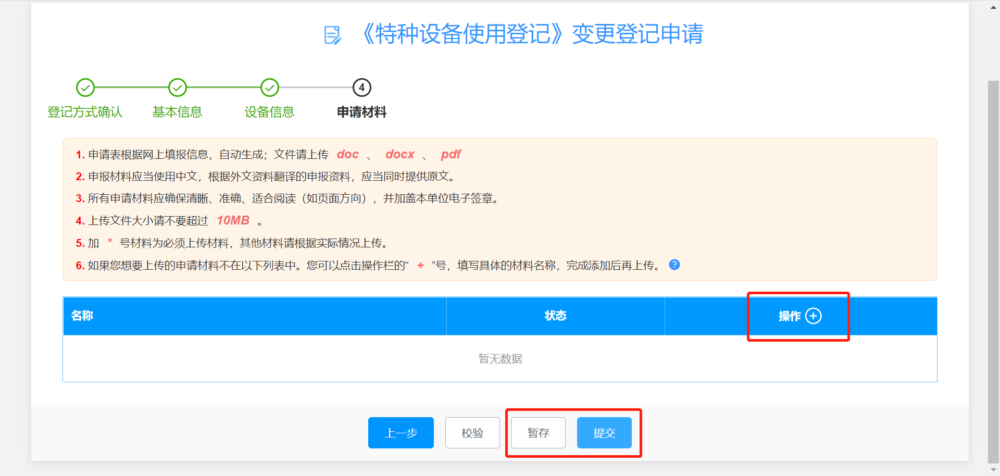 《特种设备使用登记》变更登记申请
4
登记方式确认 基本信息 设备信息 申请材料
1. 申请表根据网上填报信息，自动生成；文件请上传 doc 、 docx 、 pdf
2. 申报材料应当使用中文，根据外文资料翻译的申报资料，应当同时提供原文。
3. 所有申请材料应确保清晰、准确、适合阅读（如页面方向），并加盖本单位电子签章。
4. 上传文件大小请不要超过 10MB 。
5. 加 * 号材料为必须上传材料，其他材料请根据实际情况上传。
6. 如果您想要上传的申请材料不在以下列表中。您可以点击操作栏的“ + ”号，填写具体的材料名称，完成添加后再上传。 ?
名称 状态 操作
暂无数据
上一步 校验 暂存 提交